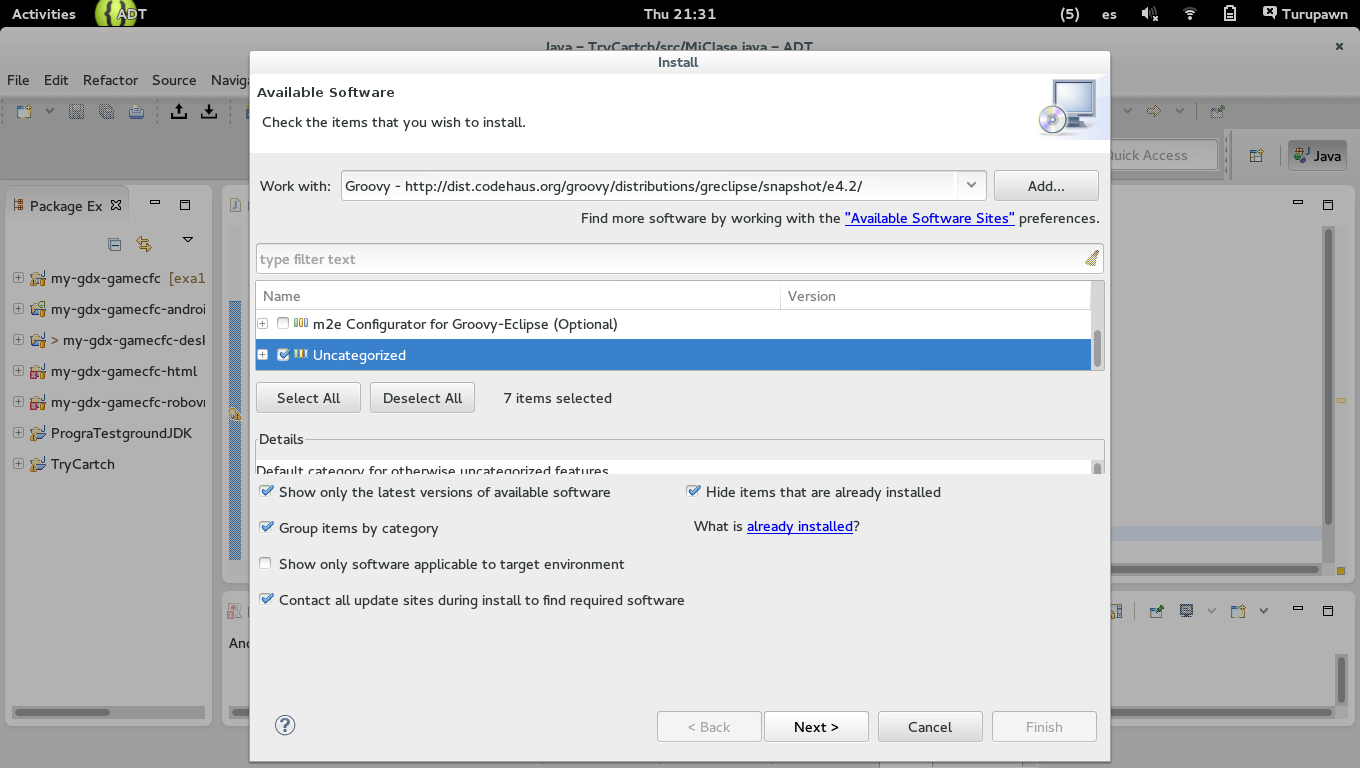 Activities ADT Thu 21:31 (5) es Turupawn
Java – TryCartch/src/MiClase.java – ADT
Install
File Edit Refactor Source
Available Software
Check the items that you wish to install.
Work with: Groovy - http://dist.codehaus.org/groovy/distributions/greclipse/snapshot/e4.2/ Add...
Quick Access Java
Find more software by working with the "Available Software Sites" preferences.
Package Ex
type filter text
Name Version
m2e Configurator for Groovy-Eclipse (Optional)
Uncategorized
Select All Deselect All 7 items selected
Details
Default category for otherwise uncategorized features
Show only the latest versions of available software Hide items that are already installed
Group items by category What is already installed?
Show only software applicable to target environment
Contact all update sites during install to find required software
my-gdx-gamecfc [exa1
my-gdx-gamecfc-androi
> my-gdx-gamecfc-desk
my-gdx-gamecfc-html
my-gdx-gamecfc-robov
PrograTestgroundJDK
TryCartch
? < Back Next > Cancel Finish